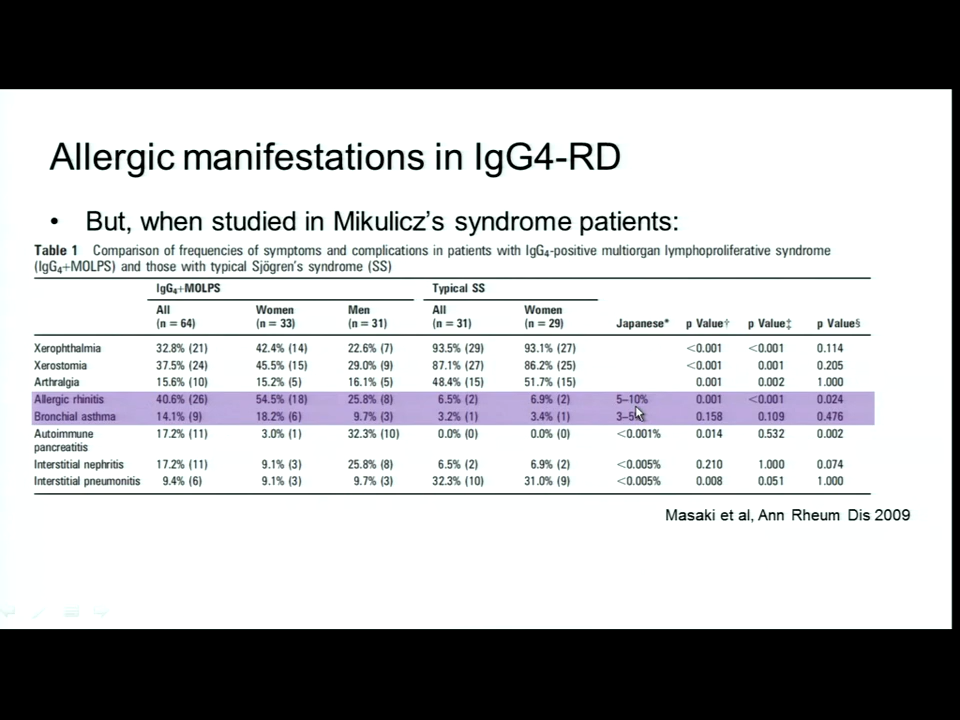 Allergic manifestations in IgG4-RD
• But, when studied in Mikulicz's syndrome patients:
Table 1 Comparison of frequencies of symptoms and complications in patients with IgG₄-positive multiorgan lymphoproliferative syndrome
(IgG₄+MOLPS) and those with typical Sjögren's syndrome (SS)
IgG₄+MOLPS Typical SS
All Women Men All Women
(n = 64) (n = 33) (n = 31) (n = 31) (n = 29) Japanese* p Value† p Value‡ p Value§
Xerophthalmia 32.8% (21) 42.4% (14) 22.6% (7) 93.5% (29) 93.1% (27) <0.001 <0.001 0.114
Xerostomia 37.5% (24) 45.5% (15) 29.0% (9) 87.1% (27) 86.2% (25) <0.001 0.001 0.205
Arthralgia 15.6% (10) 15.2% (5) 16.1% (5) 48.4% (15) 51.7% (15) 0.001 0.002 1.000
Allergic rhinitis 40.6% (26) 54.5% (18) 25.8% (8) 6.5% (2) 6.9% (2) 5–10% 0.001 <0.001 0.024
Bronchial asthma 14.1% (9) 18.2% (6) 9.7% (3) 3.2% (1) 3.4% (1) 0.158 0.109 0.476
Autoimmune 17.2% (11) 3.0% (1) 32.3% (10) 0.0% (0) 0.0% (0) <0.001% 0.014 0.532 0.002
pancreatitis
Interstitial nephritis 17.2% (11) 9.1% (3) 25.8% (8) 6.5% (2) 6.9% (2) <0.005% 0.210 1.000 0.074
Interstitial pneumonitis 9.4% (6) 9.1% (3) 9.7% (3) 32.3% (10) 31.0% (9) <0.005% 0.008 0.051 1.000
Masaki et al, Ann Rheum Dis 2009